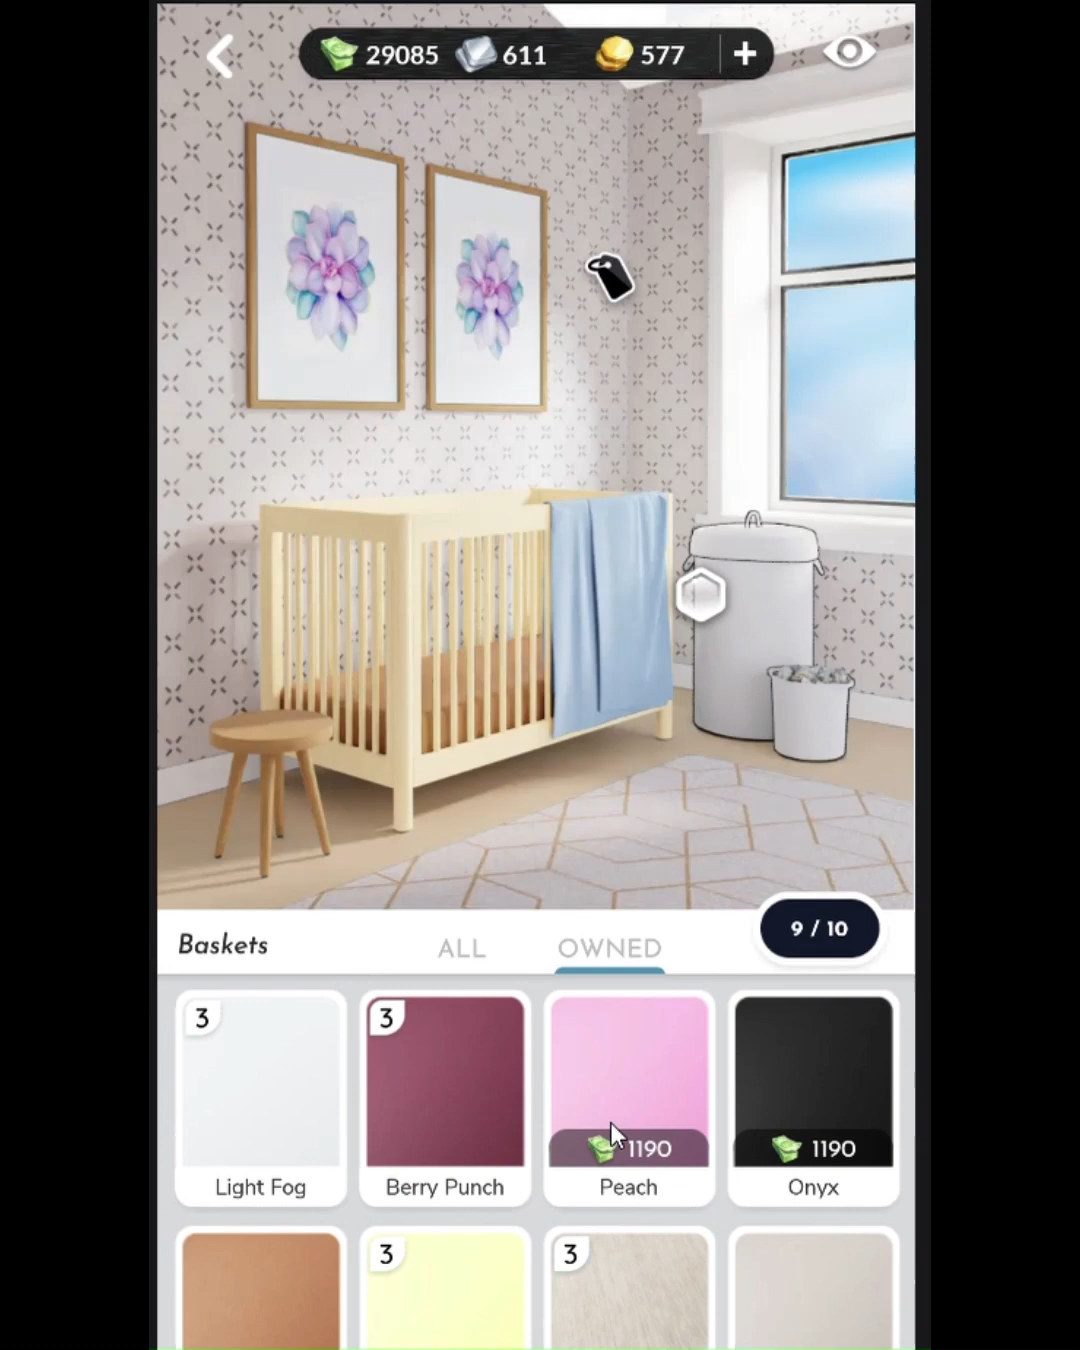 29085 611 577 +
Baskets ALL OWNED 9 / 10
3 3
1190 1190
Light Fog Berry Punch Peach Onyx
3 3